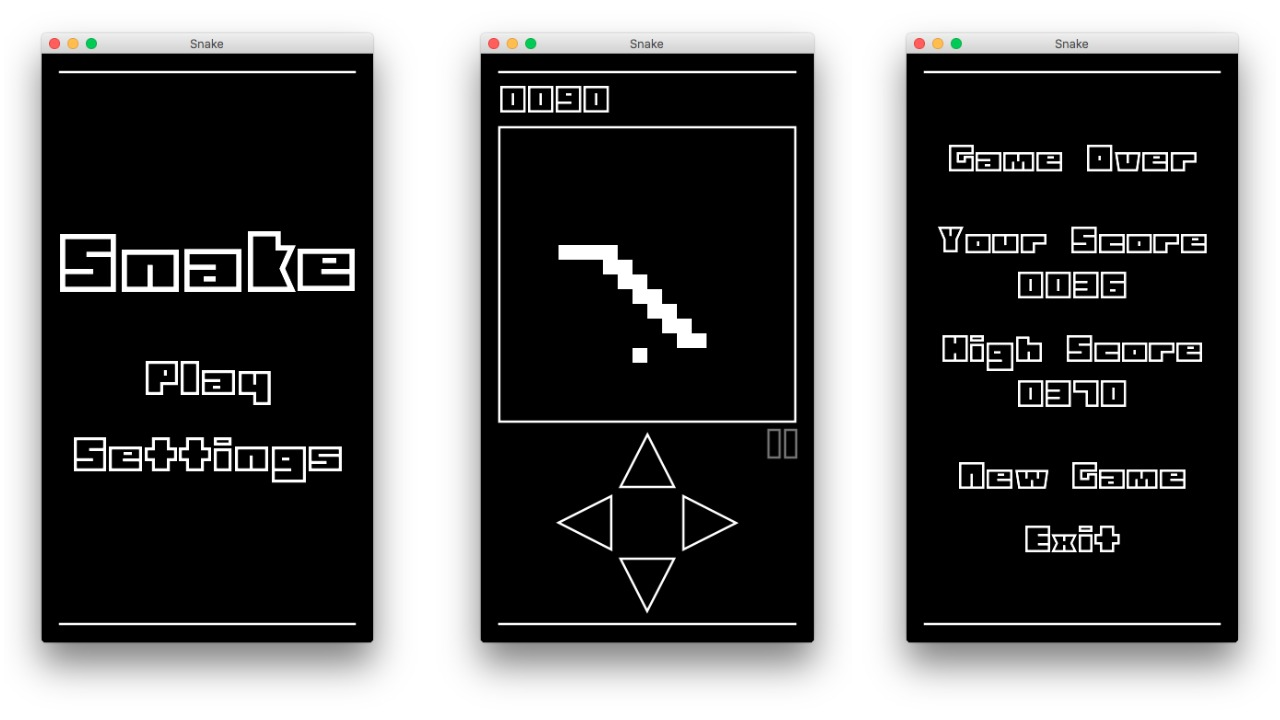 Snake
Snake
Play
Settings
Snake
0090
Snake
Game Over
Your Score
0036
High Score
0370
New Game
Exit